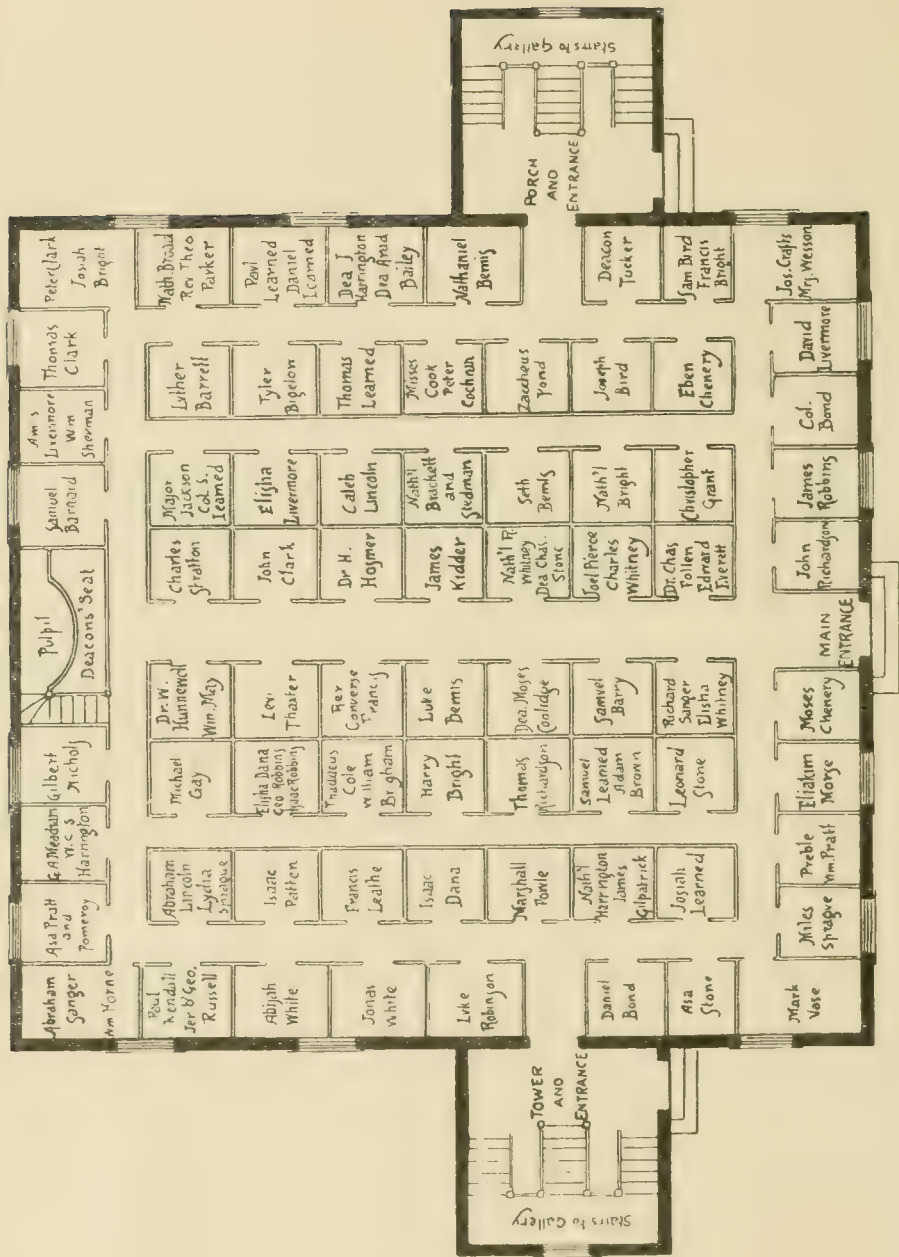 Abraham
Sanger
Wm Horne
Asa Pratt
and
Pomeroy
G A Meacham
W. C. S
Harrington
Gilbert
Nichols
Pulpit
Deacons' Seat
Samuel
Barnard
Am s
Livermore
Wm
Sherman
Thomas
Clark
Peter Clark
Josiah
Bright
Paul
Kendall
Jer & Geo.
Russell
Abraham
Lincoln
Lydia
Sprague
Michael
Gay
Dr. W.
Hunnewell
Wm. May
Charles
Stratton
Major
Jackson
Col. S.
Learned
Luther
Barrell
Nath. Broad
Rev. Theo
Parker
Abijah
White
Isaac
Patten
Elisha Dana
Geo Robbins
Isaac Robbins
Levi
Thaxter
John
Clark
Elisha
Livermore
Tyler
Bigelow
Paul
Learned
Daniel
Learned
Jonas
White
Francis
Leathe
Thaddeus
Cole
William
Brigham
Rev
Converse
Francis
Dr H.
Hosmer
Caleb
Lincoln
Thomas
Learned
Dea J
Harrington
Dea
Bailey
Luke
Robinson
Isaac
Dana
Harry
Bright
Luke
Bemis
James
Kidder
Nath'l
Brackett
and
Studman
Misses
Cook
Peter
Cochran
Nathaniel
Bemis
Stairs to Gallery
TOWER
AND
ENTRANCE
Marshall
Powle
Thomas
Richardson
Dea. Moses
Coolidge
Nath'l R.
Whitney
Dea Chas.
Stone
Seth
Bemis
Zaccheus
Pond
PORCH
AND
ENTRANCE
Stairs to Gallery
Daniel
Bond
Nath'l
Harrington
James
Gilpatrick
Samuel
Learned
Adam
Brown
Samuel
Barry
Joel Pierce
Charles
Whitney
Nath'l
Bright
Joseph
Bird
Deacon
Tucker
Asa
Stone
Josiah
Learned
Leonard
Stone
Richard
Sanger
Elisha
Whitney
Dr. Chas
Follen
Edward
Everett
Christopher
Grant
Eben
Chenery
Sam Bird
Francis
Bright
Mark
Vose
Miles
Sprague
Preble
Wm. Pratt
Eliakim
Morse
Moses
Chenery
MAIN
ENTRANCE
John
Richardson
James
Robbins
Col.
Bond
David
Livermore
Jos. Crafts
Mrs. Wesson